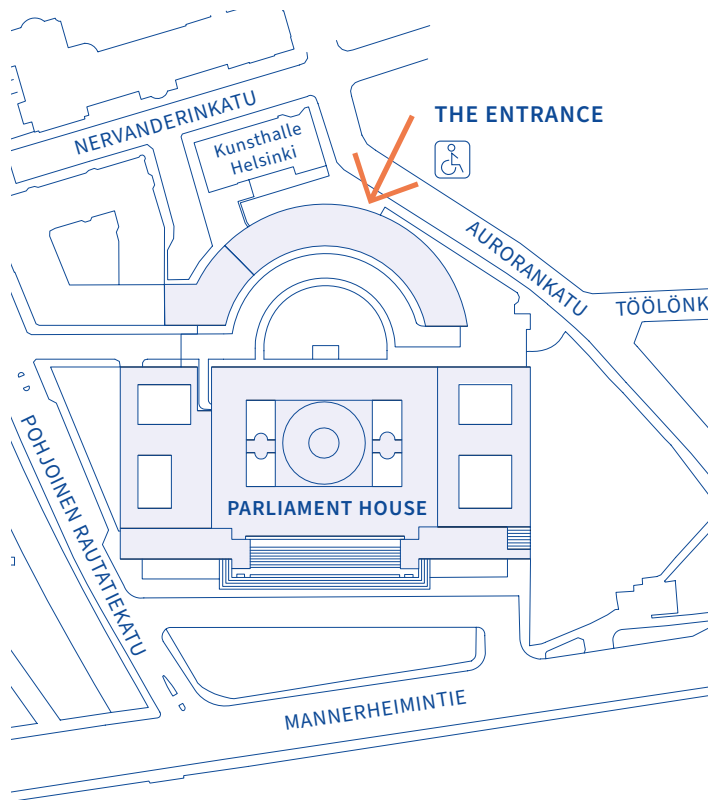 THE ENTRANCE
NERVANDERINKATU
Kunsthalle
Helsinki
AURORANKATU
TÖÖLÖNK
POHJOINEN RAUTATIEKATU
PARLIAMENT HOUSE
MANNERHEIMINTIE